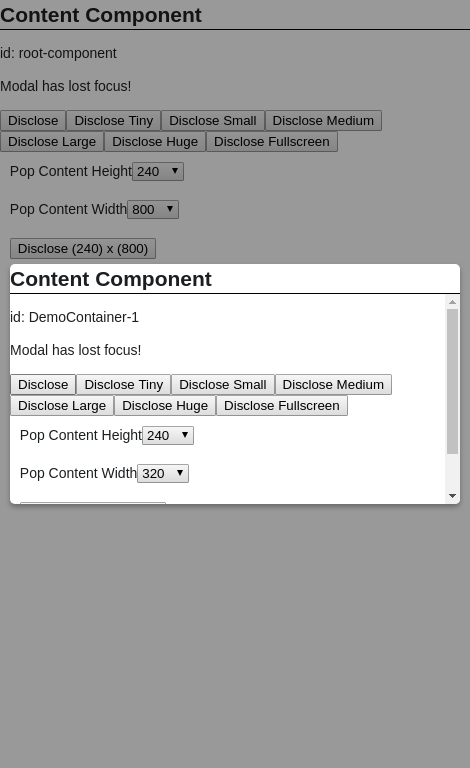 Content Component
id: root-component
Modal has lost focus!
Disclose Disclose Tiny Disclose Small Disclose Medium
Disclose Large Disclose Huge Disclose Fullscreen
Pop Content Height 240
Pop Content Width 800
Disclose (240) x (800)
Content Component
id: DemoContainer-1
Modal has lost focus!
Disclose Disclose Tiny Disclose Small Disclose Medium
Disclose Large Disclose Huge Disclose Fullscreen
Pop Content Height 240
Pop Content Width 320